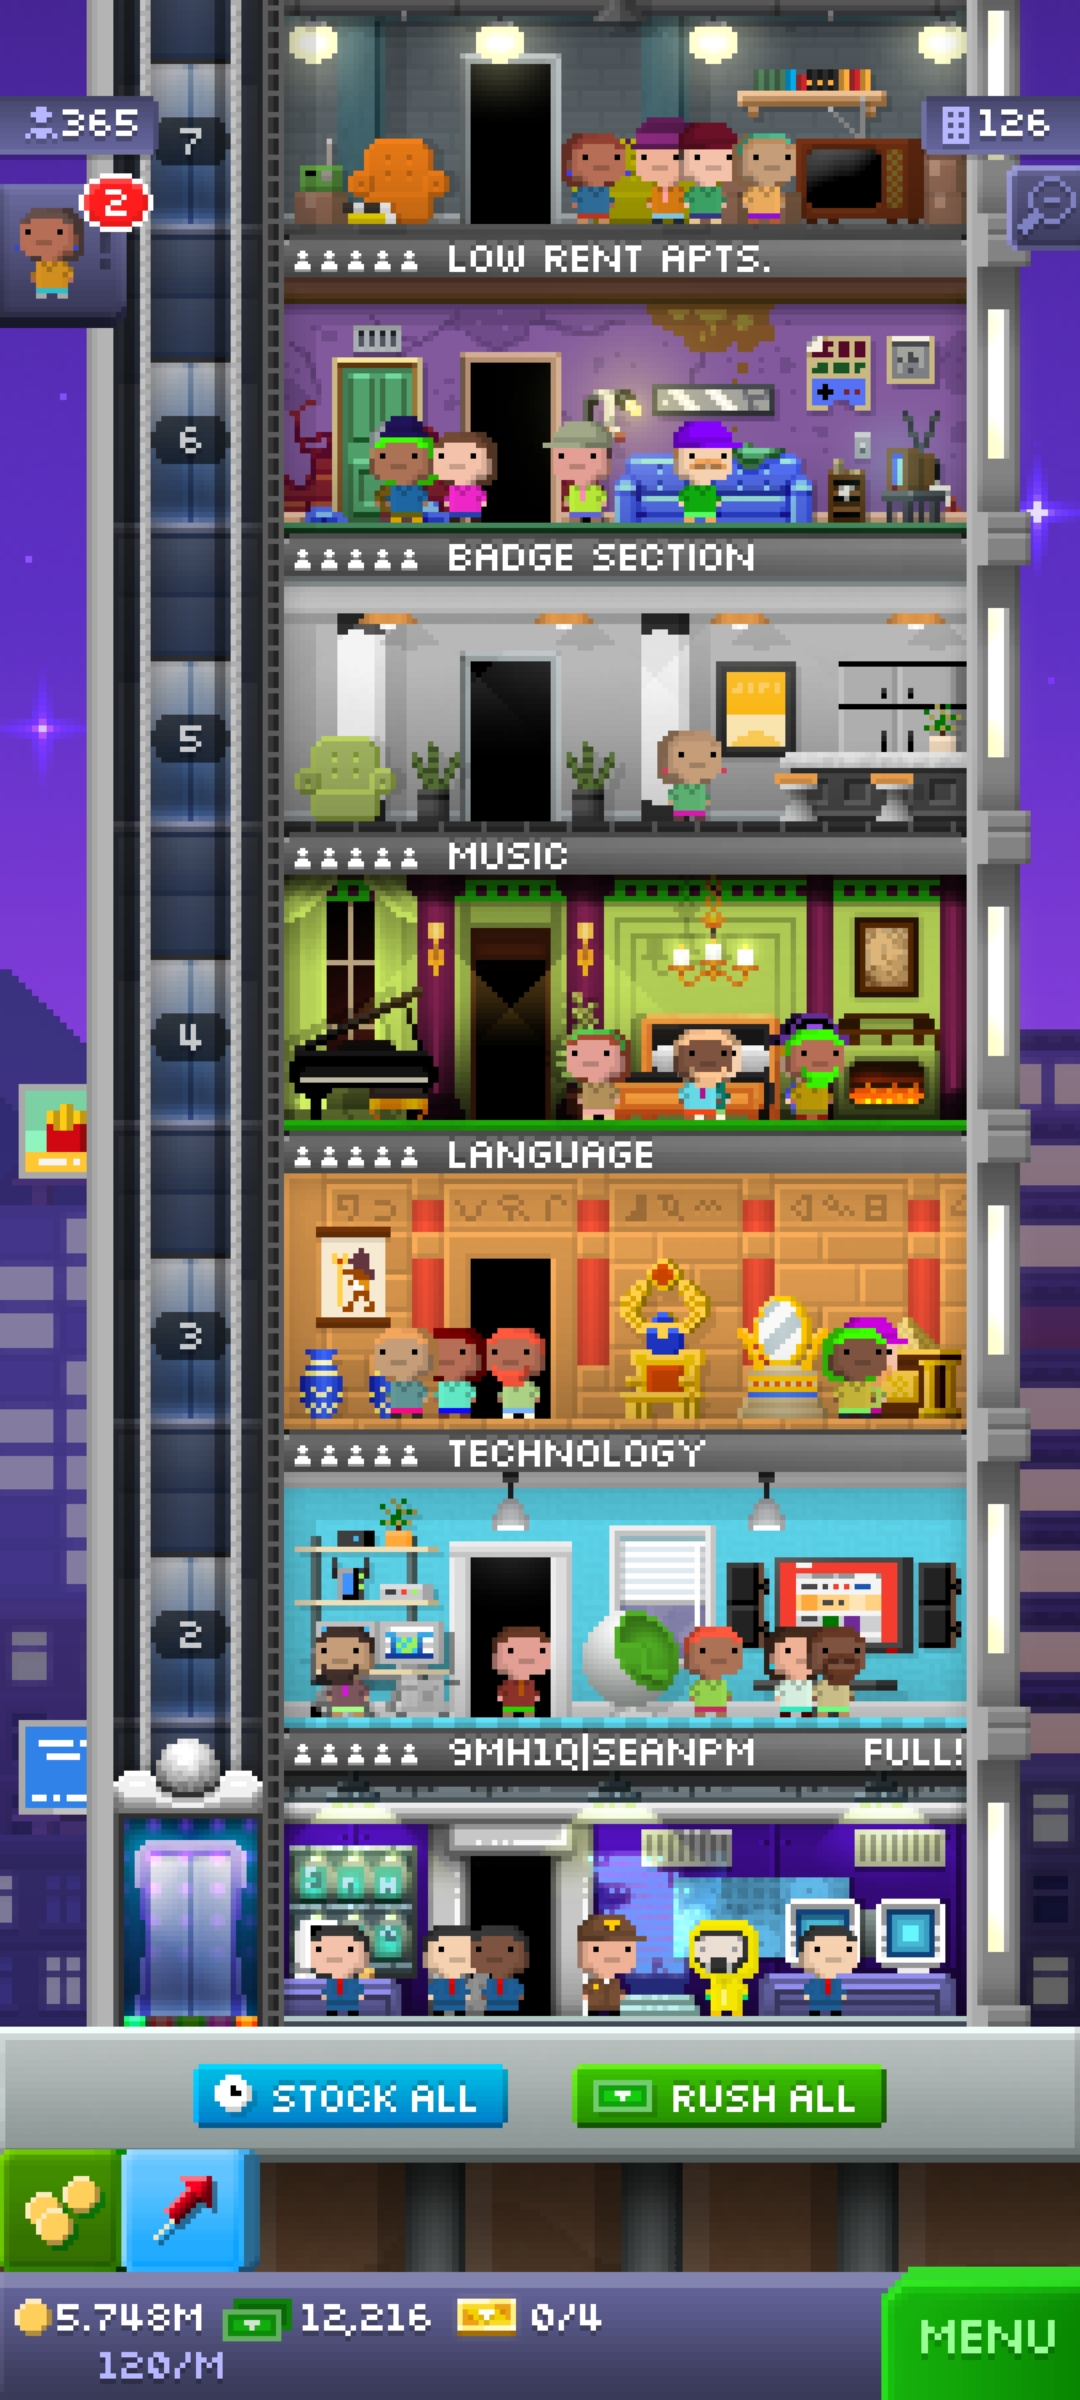 365
126
2
7
LOW RENT APTS.
6
BADGE SECTION
5
MUSIC
4
LANGUAGE
3
TECHNOLOGY
2
9MH1Q|SEANPM FULL!
STOCK ALL
RUSH ALL
5.748M 12,216 0/4
120/M
MENU